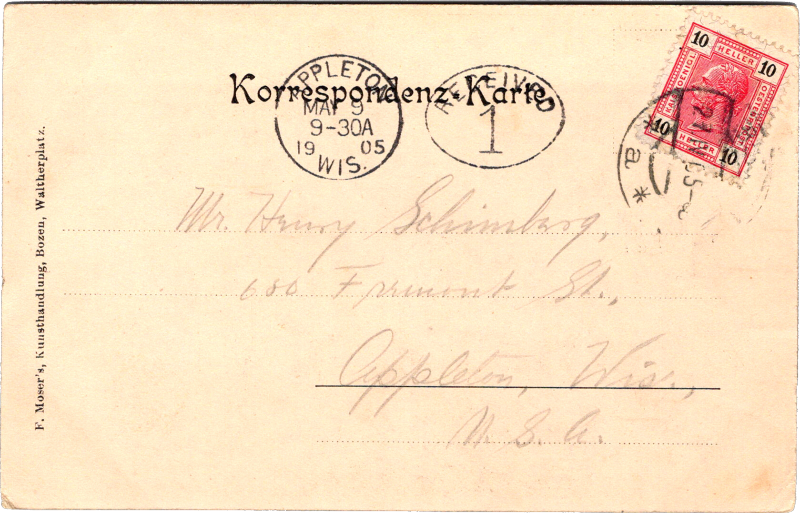 Korrespondenz-Karte.
APPLETON
MAY 9
9-30A
19 05
WIS.
RECEIVED
1
10 HELLER 10
10 HELLER 10
a
Mr. Henry Schimberg,
680 Fremont St.,
Appleton, Wis.,
U. S. A.
F. Moser's, Kunsthandlung, Bozen, Waltherplatz.